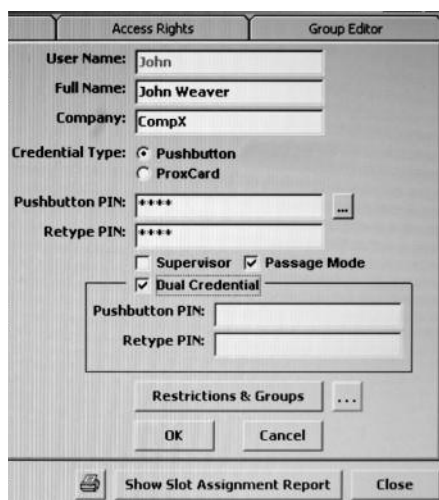 Access Rights Group Editor
User Name: John
Full Name: John Weaver
Company: CompX
Credential Type: Pushbutton
ProxCard
Pushbutton PIN: **** ...
Retype PIN: ****
Supervisor Passage Mode
Dual Credential
Pushbutton PIN:
Retype PIN:
Restrictions & Groups ...
OK Cancel
Show Slot Assignment Report Close